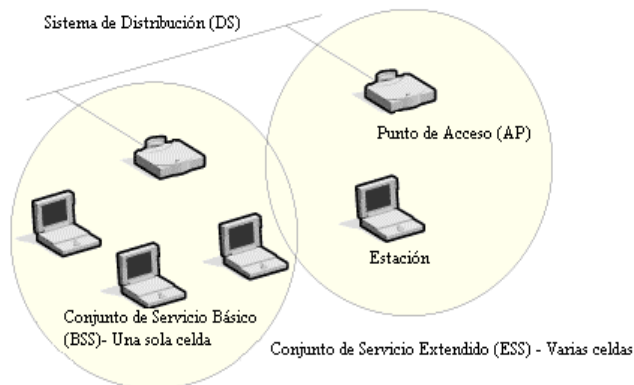 Sistema de Distribución (DS)
Punto de Acceso (AP)
Estación
Conjunto de Servicio Básico
(BSS)- Una sola celda
Conjunto de Servicio Extendido (ESS) - Varias celdas